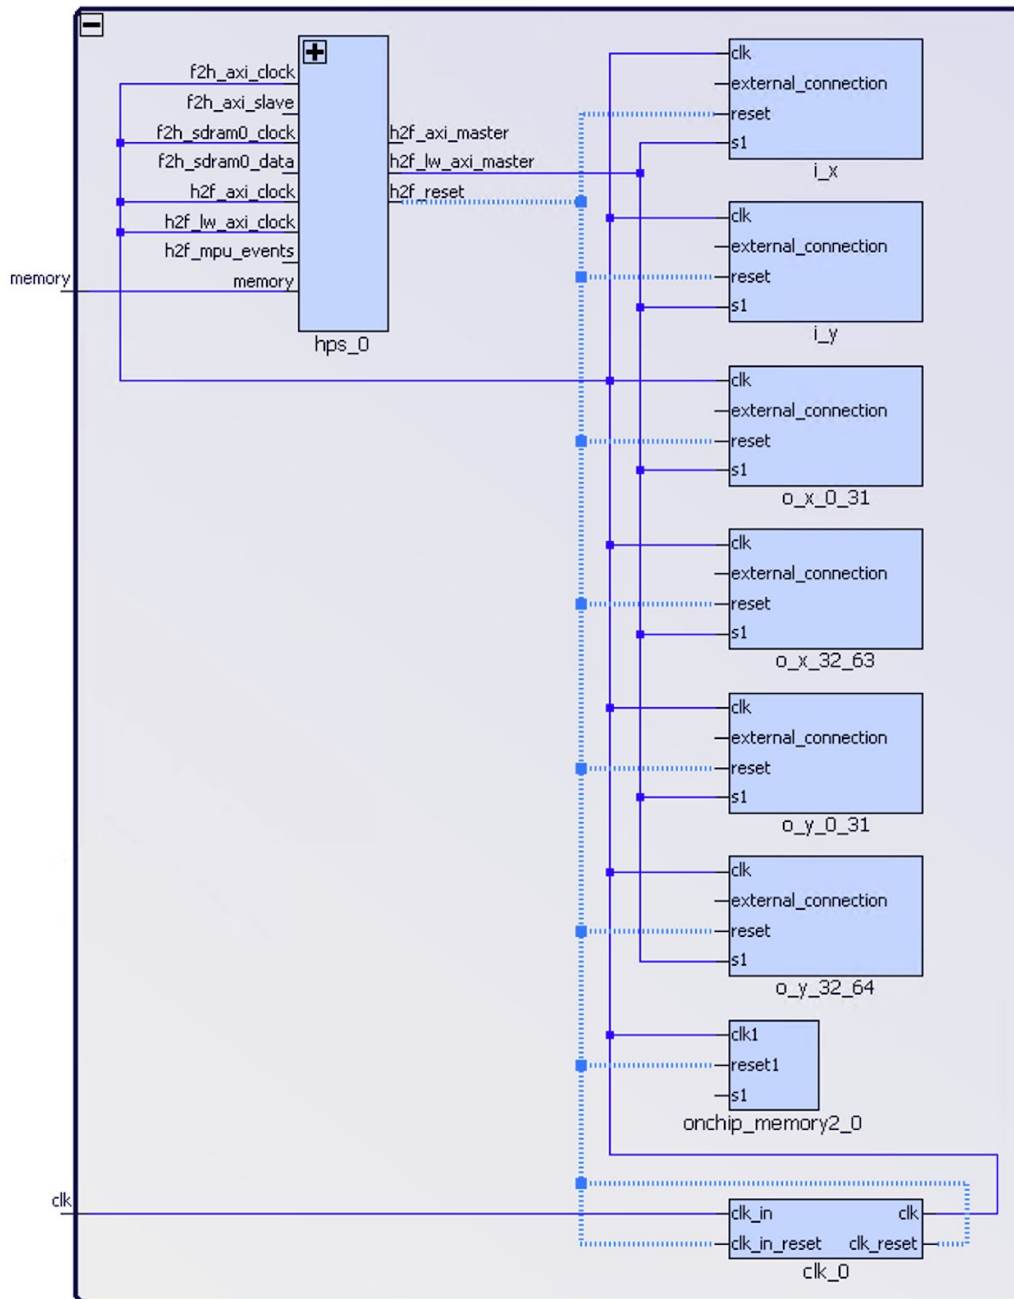 f2h_axi_clock
f2h_axi_slave
f2h_sdram0_clock
f2h_sdram0_data
h2f_axi_clock
h2f_lw_axi_clock
h2f_mpu_events
memory
h2f_axi_master
h2f_lw_axi_master
h2f_reset
hps_0
memory
clk
external_connection
reset
s1
i_x
clk
external_connection
reset
s1
i_y
clk
external_connection
reset
s1
o_x_0_31
clk
external_connection
reset
s1
o_x_32_63
clk
external_connection
reset
s1
o_y_0_31
clk
external_connection
reset
s1
o_y_32_64
clk1
reset1
s1
onchip_memory2_0
clk
clk_in clk
clk_in_reset clk_reset
clk_0